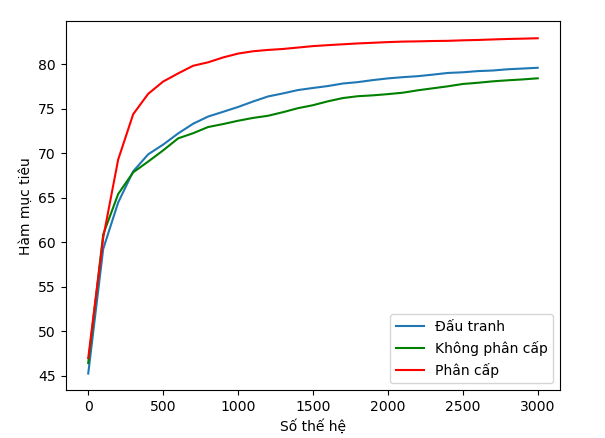 80
75
70
65
60
55
50
45
Hàm mục tiêu
0 500 1000 1500 2000 2500 3000
Số thế hệ
Đấu tranh
Không phân cấp
Phân cấp